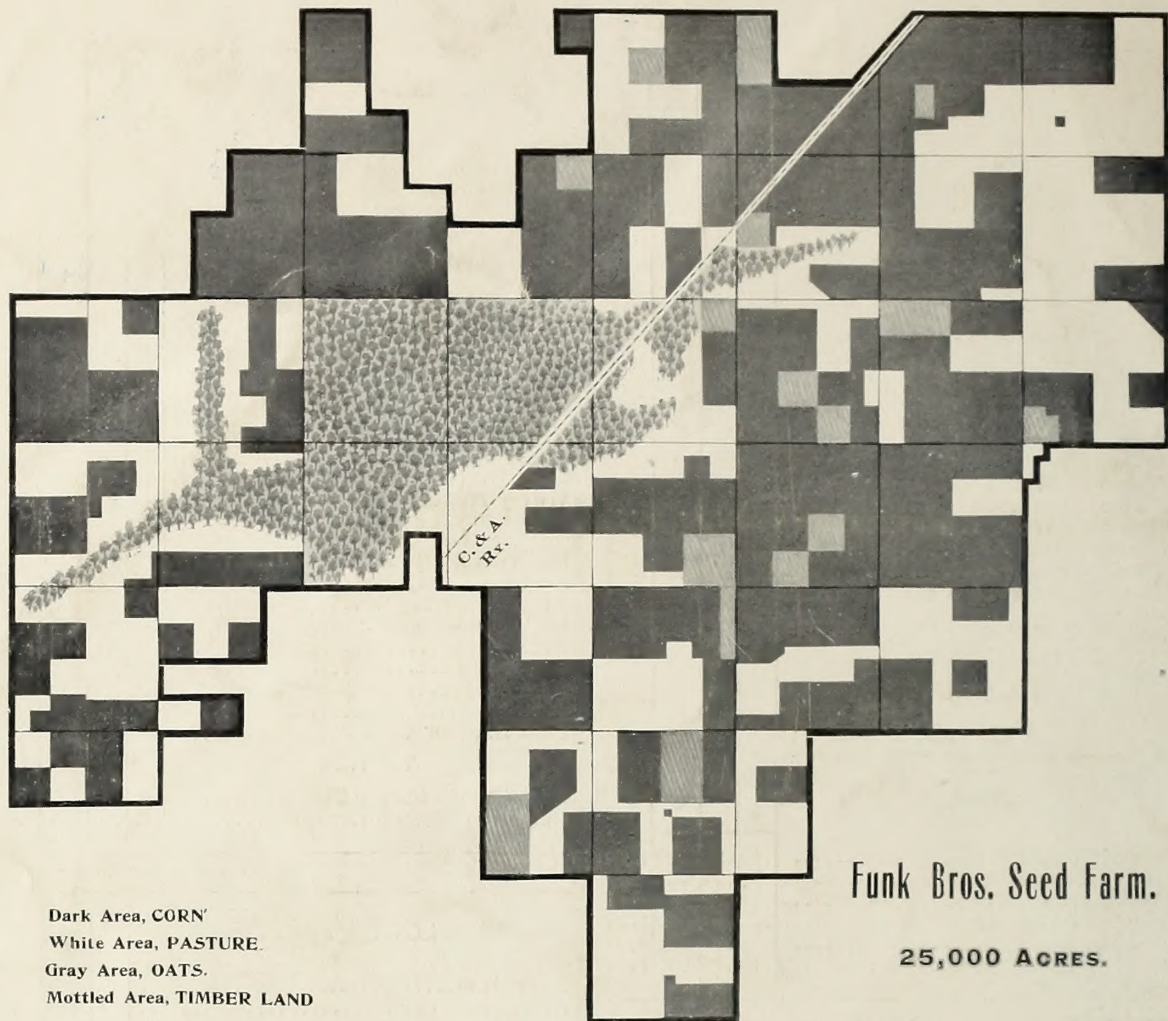 C. & A.
Ry.
Funk Bros. Seed Farm.
25,000 Acres.
Dark Area, CORN'
White Area, PASTURE.
Gray Area, OATS.
Mottled Area, TIMBER LAND